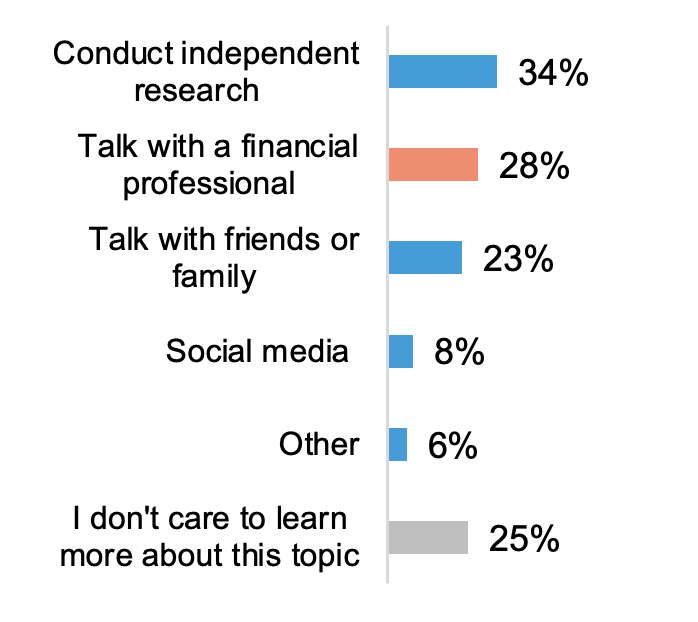 Conduct independent
research
34%
Talk with a financial
professional
28%
Talk with friends or
family
23%
Social media
8%
Other
6%
I don't care to learn
more about this topic
25%